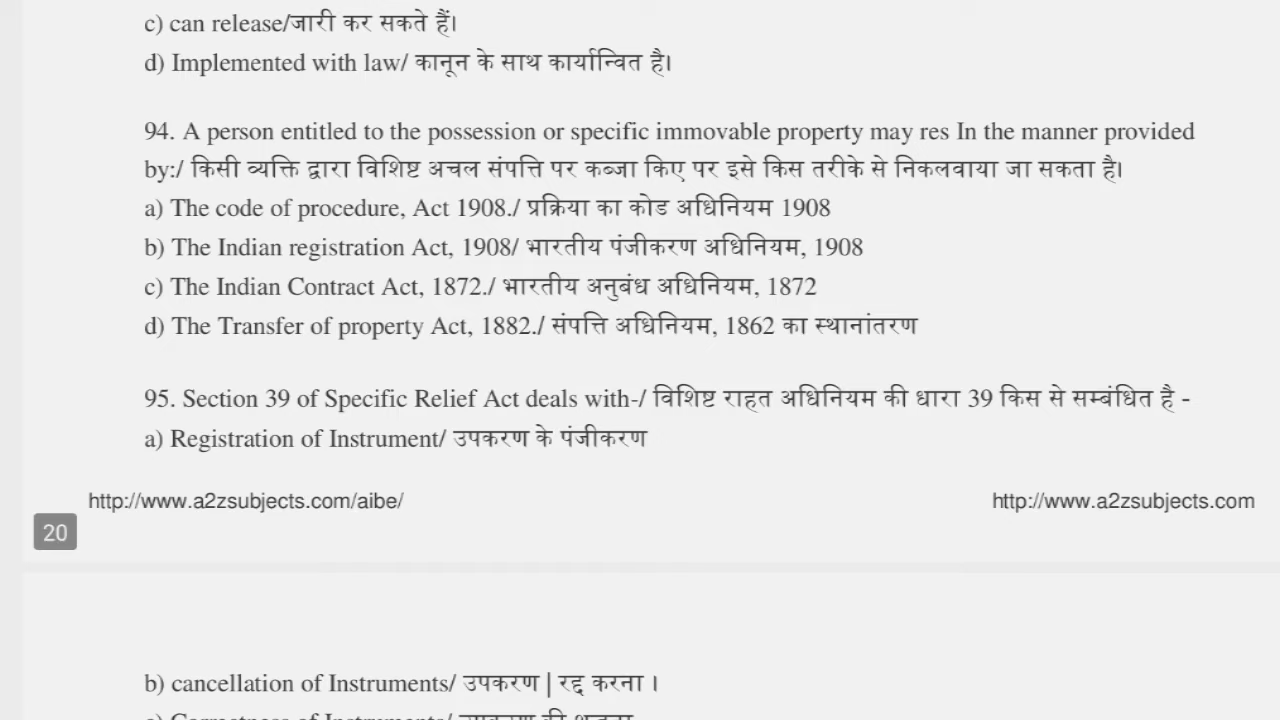 c) can release/जारी कर सकते हैं।
d) Implemented with law/ कानून के साथ कार्यान्वित है।
94. A person entitled to the possession or specific immovable property may res In the manner provided
by:/ किसी व्यक्ति द्वारा विशिष्ट अचल संपत्ति पर कब्जा किए पर इसे किस तरीके से निकलवाया जा सकता है।
a) The code of procedure, Act 1908./ प्रक्रिया का कोड अधिनियम 1908
b) The Indian registration Act, 1908/ भारतीय पंजीकरण अधिनियम, 1908
c) The Indian Contract Act, 1872./ भारतीय अनुबंध अधिनियम, 1872
d) The Transfer of property Act, 1882./ संपत्ति अधिनियम, 1862 का स्थानांतरण
95. Section 39 of Specific Relief Act deals with-/ विशिष्ट राहत अधिनियम की धारा 39 किस से सम्बंधित है -
a) Registration of Instrument/ उपकरण के पंजीकरण
http://www.a2zsubjects.com/aibe/ http://www.a2zsubjects.com
20
b) cancellation of Instruments/ उपकरण | रद्द करना ।
c) Correctness of Instruments/ उपकरण की